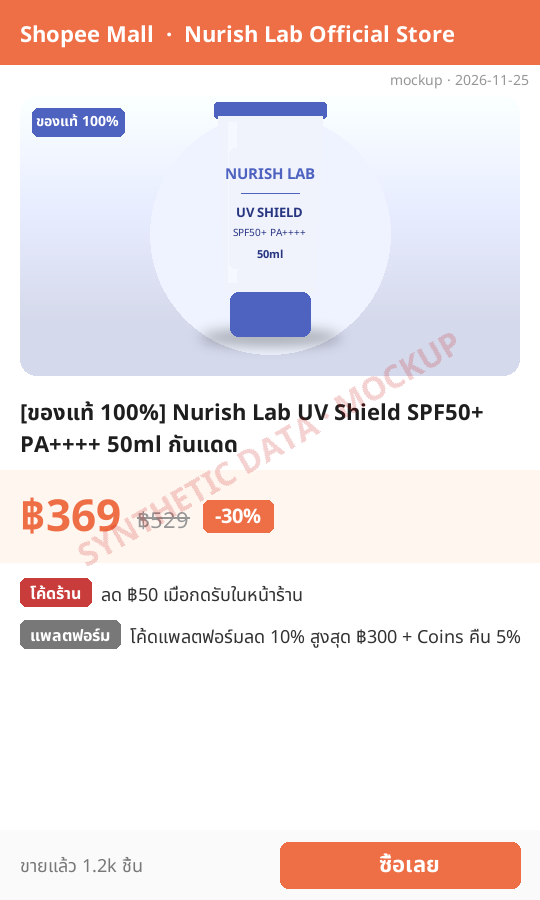 Shopee Mall · Nurish Lab Official Store
mockup · 2026-11-25
ของแท้ 100%
NURISH LAB
UV SHIELD
SPF50+ PA++++
50ml
[ของแท้ 100%] Nurish Lab UV Shield SPF50+
PA++++ 50ml กันแดด
SYNTHETIC DATA · MOCKUP
฿369 ฿529 -30%
โค้ดร้าน ลด ฿50 เมื่อกดรับในหน้าร้าน
แพลตฟอร์ม โค้ดแพลตฟอร์มลด 10% สูงสุด ฿300 + Coins คืน 5%
ขายแล้ว 1.2k ชิ้น ซื้อเลย